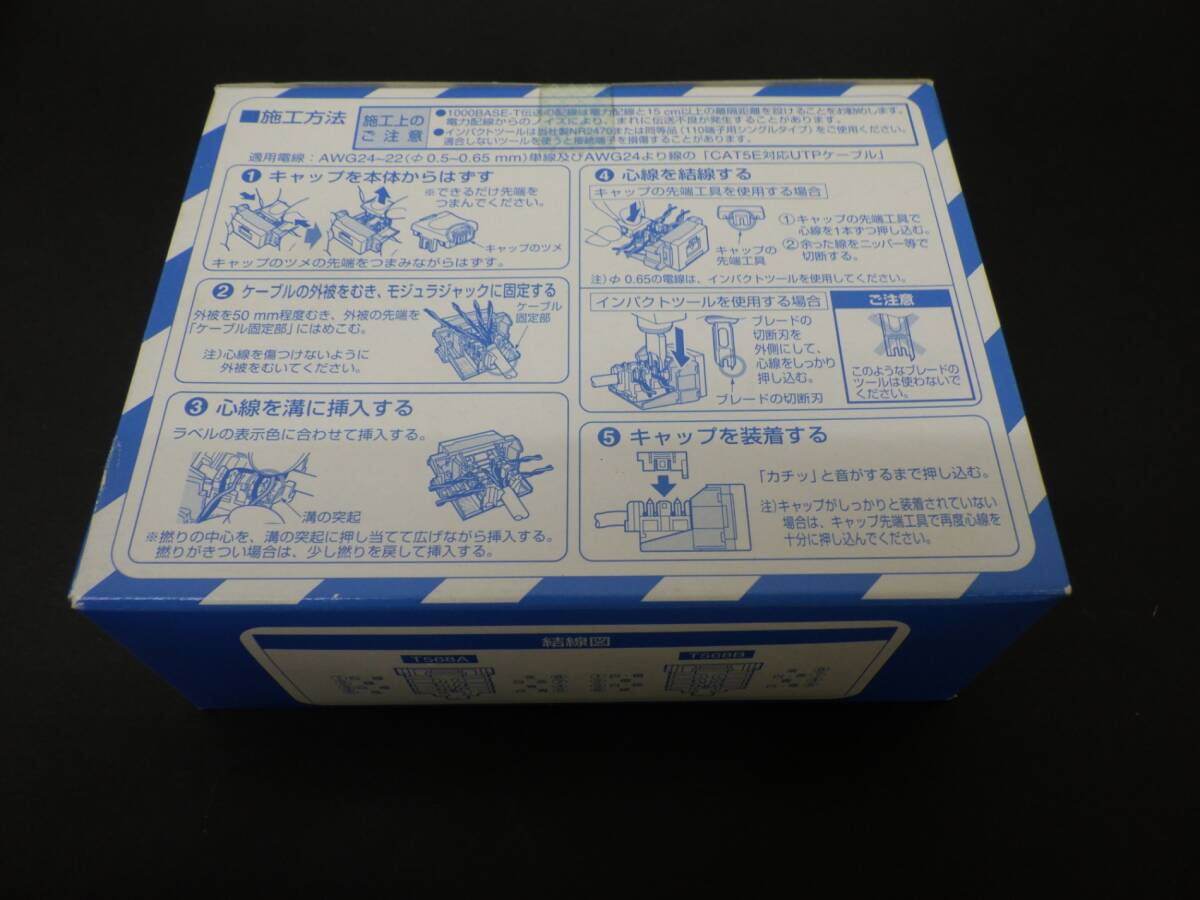 ■施工方法
施工上の
ご注意
●1000BASE-T伝送の配線は電力配線と15 cm以上の離隔距離を設けることをお勧めします。
電力配線からのノイズにより、まれに伝送不良が発生することがあります。
●インパクトツールは当社製NR2470または同等品(110端子用シングルタイプ)をご使用ください。
適合しないツールを使うと接続端子を損傷することがあります。
適用電線:AWG24~22(φ0.5~0.65 mm)単線及びAWG24より線の「CAT5E対応UTPケーブル」
❶ キャップを本体からはずす
※できるだけ先端を
つまんでください。
キャップのツメ
キャップのツメの先端をつまみながらはずす。
❷ ケーブルの外被をむき、モジュラジャックに固定する
外被を50 mm程度むき、外被の先端を
「ケーブル固定部」にはめこむ。
ケーブル
固定部
注)心線を傷つけないように
外被をむいてください。
❸ 心線を溝に挿入する
ラベルの表示色に合わせて挿入する。
溝の突起
※撚りの中心を、溝の突起に押し当てて広げながら挿入する。
撚りがきつい場合は、少し撚りを戻して挿入する。
❹ 心線を結線する
キャップの先端工具を使用する場合
キャップの
先端工具
①キャップの先端工具で
心線を1本ずつ押し込む。
②余った線をニッパー等で
切断する。
注)φ0.65の電線は、インパクトツールを使用してください。
インパクトツールを使用する場合
ブレードの
切断刃を
外側にして、
心線をしっかり
押し込む。
ブレードの切断刃
ご注意
このようなブレードの
ツールは使わないで
ください。
❺ キャップを装着する
「カチッ」と音がするまで押し込む。
注)キャップがしっかりと装着されていない
場合は、キャップ先端工具で再度心線を
十分に押し込んでください。
結線図
T568A
T568B